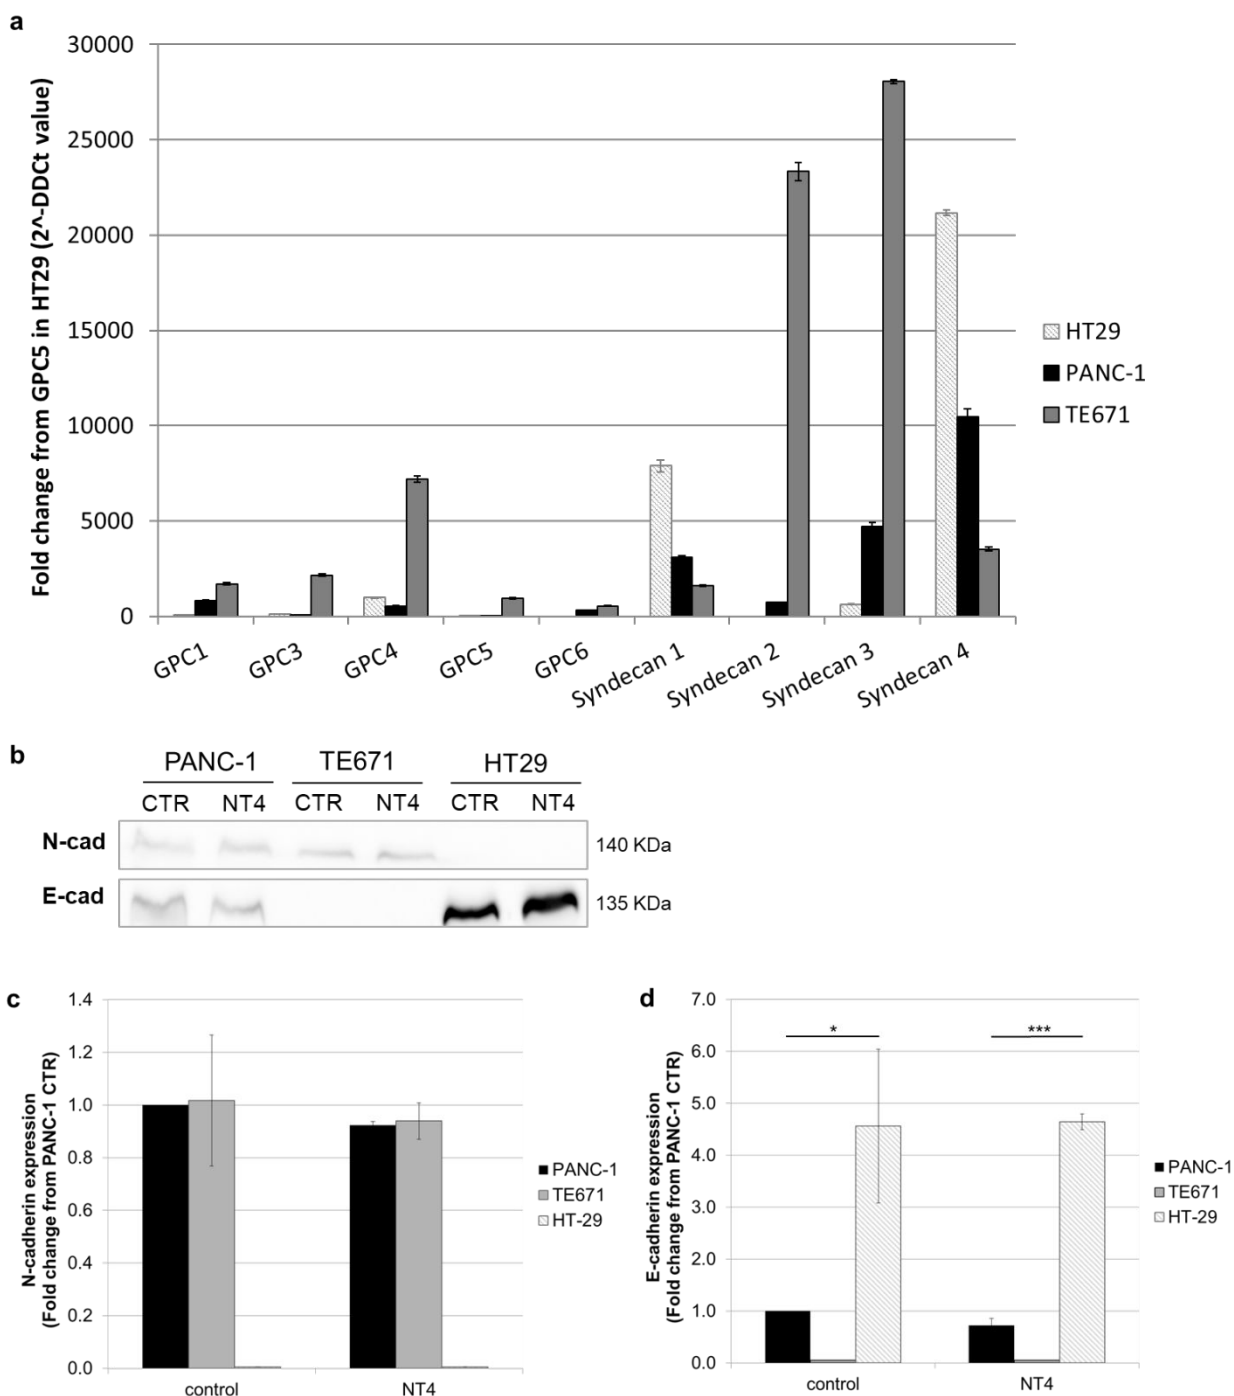 a
Fold change from GPC5 in HT29 (2^-DDCt value)
30000
25000
20000
15000
10000
5000
0
GPC1
GPC3
GPC4
GPC5
GPC6
Syndecan 1
Syndecan 2
Syndecan 3
Syndecan 4
HT29
PANC-1
TE671
b
PANC-1 TE671 HT29
CTR NT4 CTR NT4 CTR NT4
N-cad 140 KDa
E-cad 135 KDa
c
N-cadherin expression
(Fold change from PANC-1 CTR)
1.4
1.2
1.0
0.8
0.6
0.4
0.2
0.0
control NT4
PANC-1
TE671
HT-29
d
E-cadherin expression
(Fold change from PANC-1 CTR)
7.0
6.0
5.0
4.0
3.0
2.0
1.0
0.0
* ***
control NT4
PANC-1
TE671
HT-29